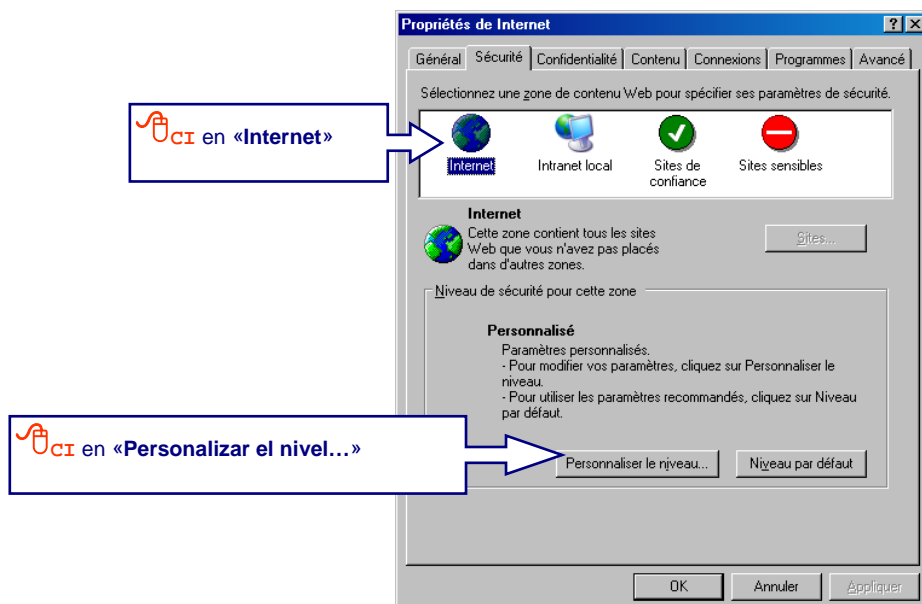 Propriétés de Internet
Général Sécurité Confidentialité Contenu Connexions Programmes Avancé
Sélectionnez une zone de contenu Web pour spécifier ses paramètres de sécurité.
CI en «Internet»
Internet Intranet local Sites de confiance Sites sensibles
Internet
Cette zone contient tous les sites
Web que vous n'avez pas placés
dans d'autres zones.
Sites...
Niveau de sécurité pour cette zone
Personnalisé
Paramètres personnalisés.
- Pour modifier vos paramètres, cliquez sur Personnaliser le
niveau.
- Pour utiliser les paramètres recommandés, cliquez sur Niveau
par défaut.
CI en «Personalizar el nivel...»
Personnaliser le niveau... Niveau par défaut
OK Annuler Appliquer